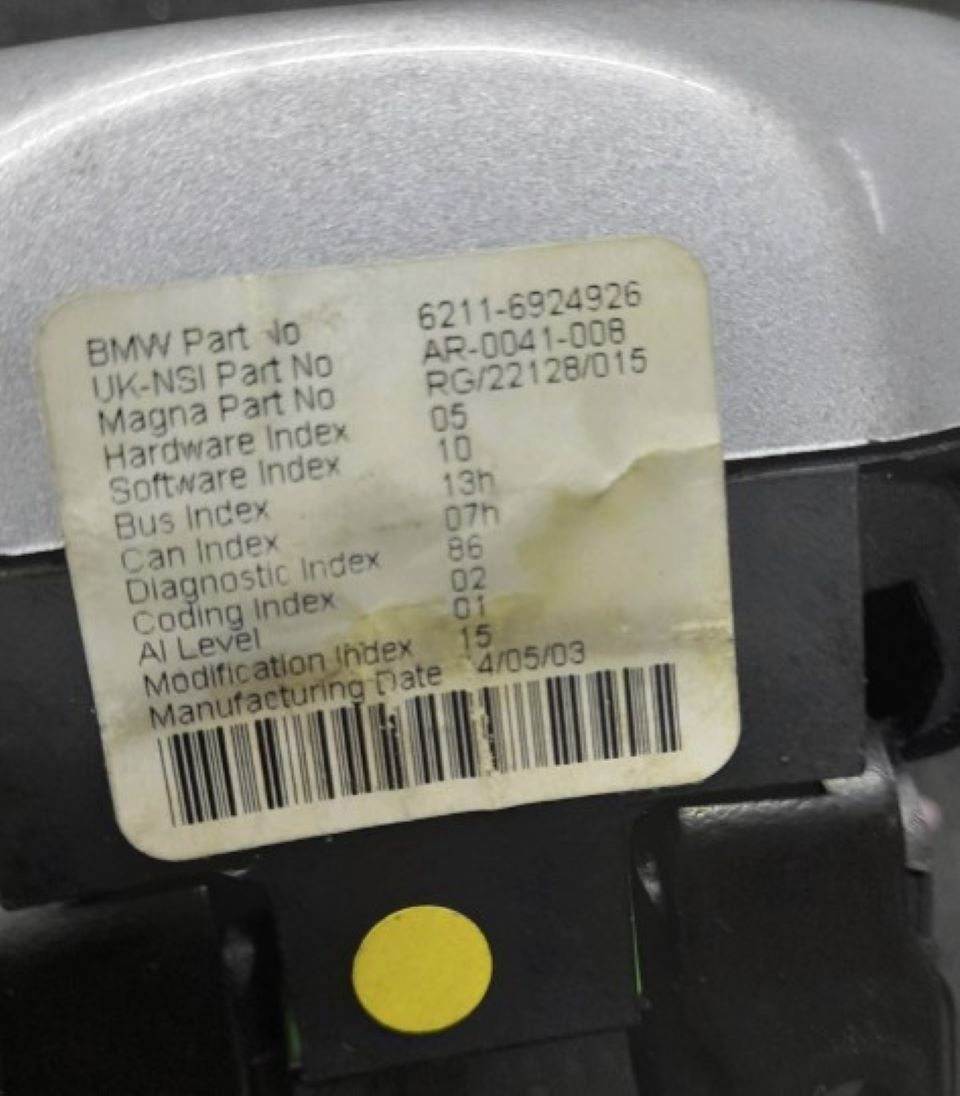 BMW Part No 6211-6924926
UK-NSI Part No AR-0041-008
Magna Part No RG/22128/015
Hardware Index 05
Software Index 10
Bus Index 13h
Can Index 07h
Diagnostic Index 86
Coding Index 02
AI Level 01
Modification Index 15
Manufacturing Date 4/05/03